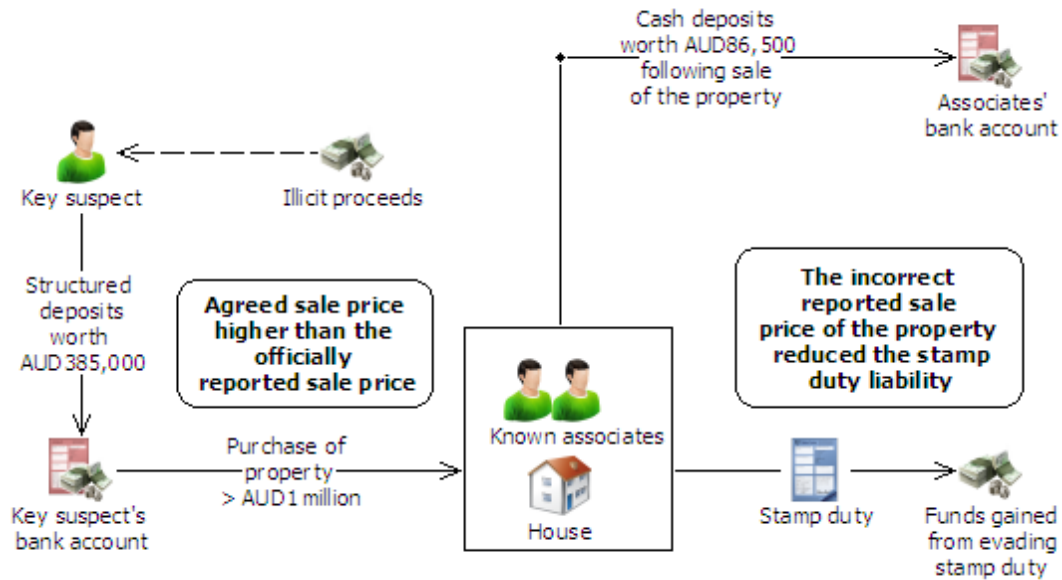 Cash deposits
worth AUD86,500
following sale
of the property
Associates'
bank account
Key suspect
Illicit proceeds
Structured
deposits
worth
AUD385,000
Agreed sale price
higher than the
officially
reported sale price
The incorrect
reported sale
price of the property
reduced the stamp
duty liability
Known associates
House
Purchase of
property
> AUD1 million
Key suspect's
bank account
Stamp duty
Funds gained
from evading
stamp duty